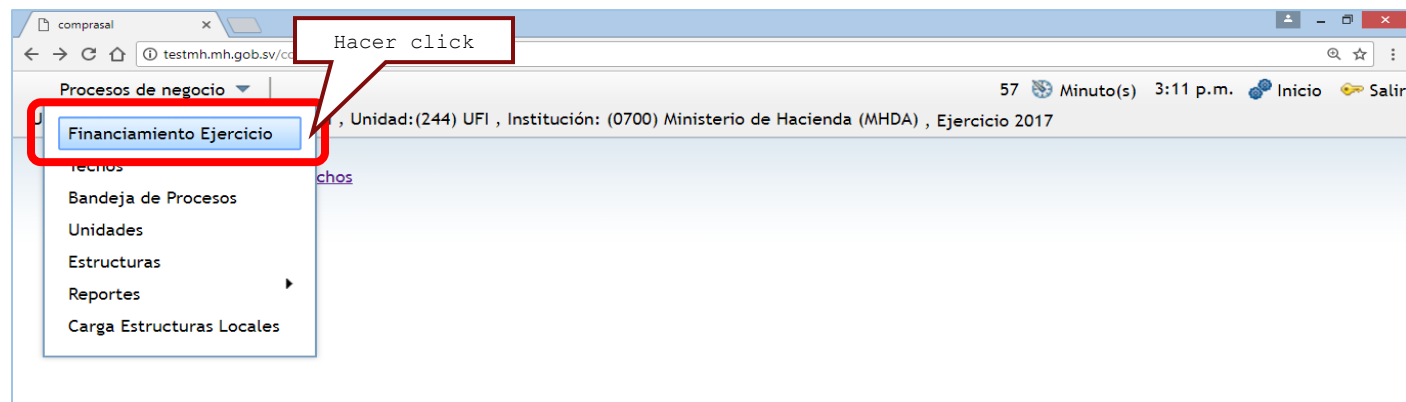 comprasal
Hacer click
testmh.mh.gob.sv/co
Procesos de negocio
57 Minuto(s) 3:11 p.m. Inicio Salir
U
, Unidad:(244) UFI , Institución: (0700) Ministerio de Hacienda (MHDA) , Ejercicio 2017
Financiamiento Ejercicio
Techos
chos
Bandeja de Procesos
Unidades
Estructuras
Reportes
Carga Estructuras Locales